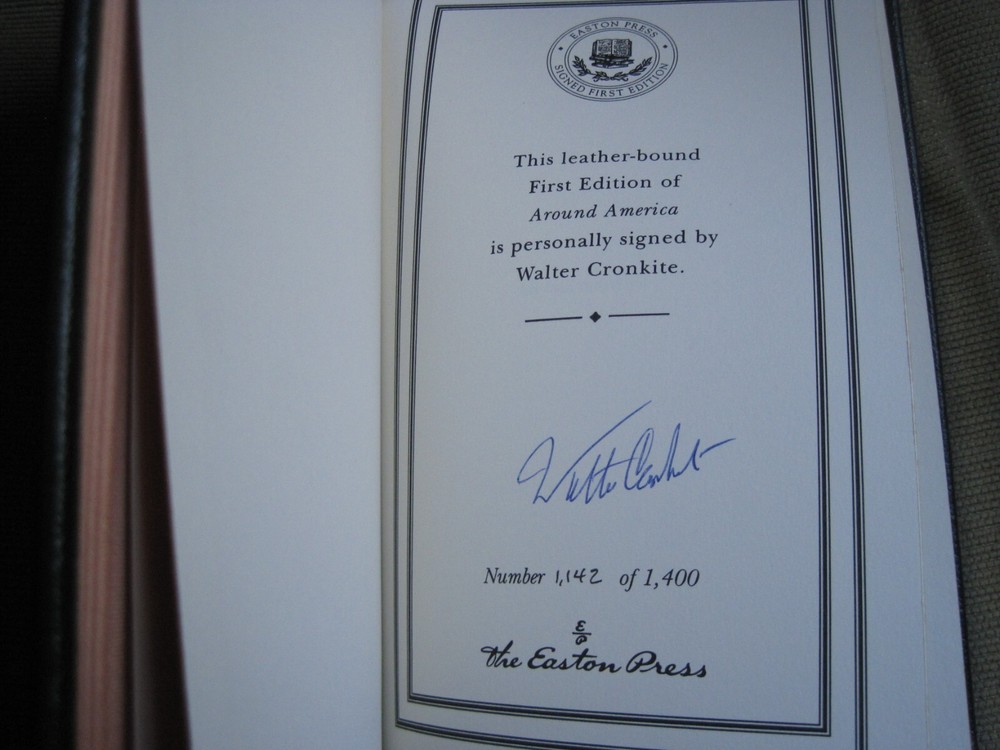 EASTON PRESS
SIGNED FIRST EDITION
This leather-bound
First Edition of
Around America
is personally signed by
Walter Cronkite.
Walter Cronkite
Number 1,142 of 1,400
E
P
The Easton Press